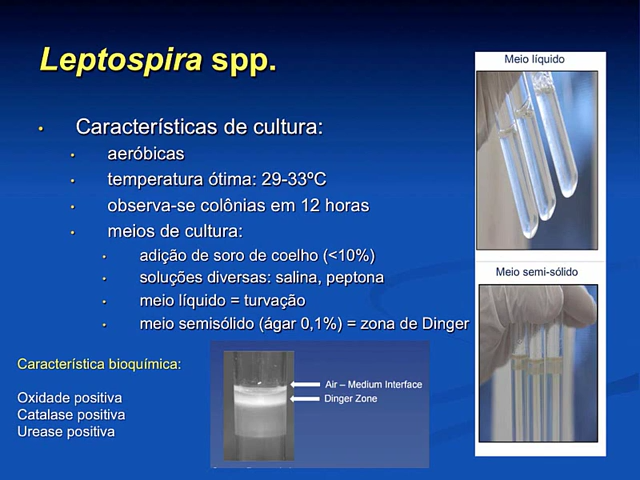 Leptospira spp.
• Características de cultura:
• aeróbicas
• temperatura ótima: 29-33ºC
• observa-se colônias em 12 horas
• meios de cultura:
• adição de soro de coelho (<10%)
• soluções diversas: salina, peptona
• meio líquido = turvação
• meio semisólido (ágar 0,1%) = zona de Dinger
Característica bioquímica:
Oxidade positiva
Catalase positiva
Urease positiva
Air – Medium Interface
Dinger Zone
Meio líquido
Meio semi-sólido